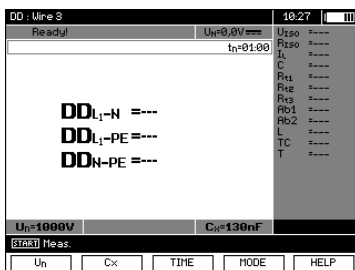 DD : Wire 3 10:27
Ready! UN=0,0V
tn=01:00
DDL1-N =---
DDL1-PE=---
DDN-PE=---
UISO =---
RISO =---
IL =---
C =---
Rt1 =---
Rt2 =---
Rt3 =---
Ab1 =---
Ab2 =---
L =---
TC =---
T =---
Un=1000V CX=130nF
START Meas.
Un Cx TIME MODE HELP